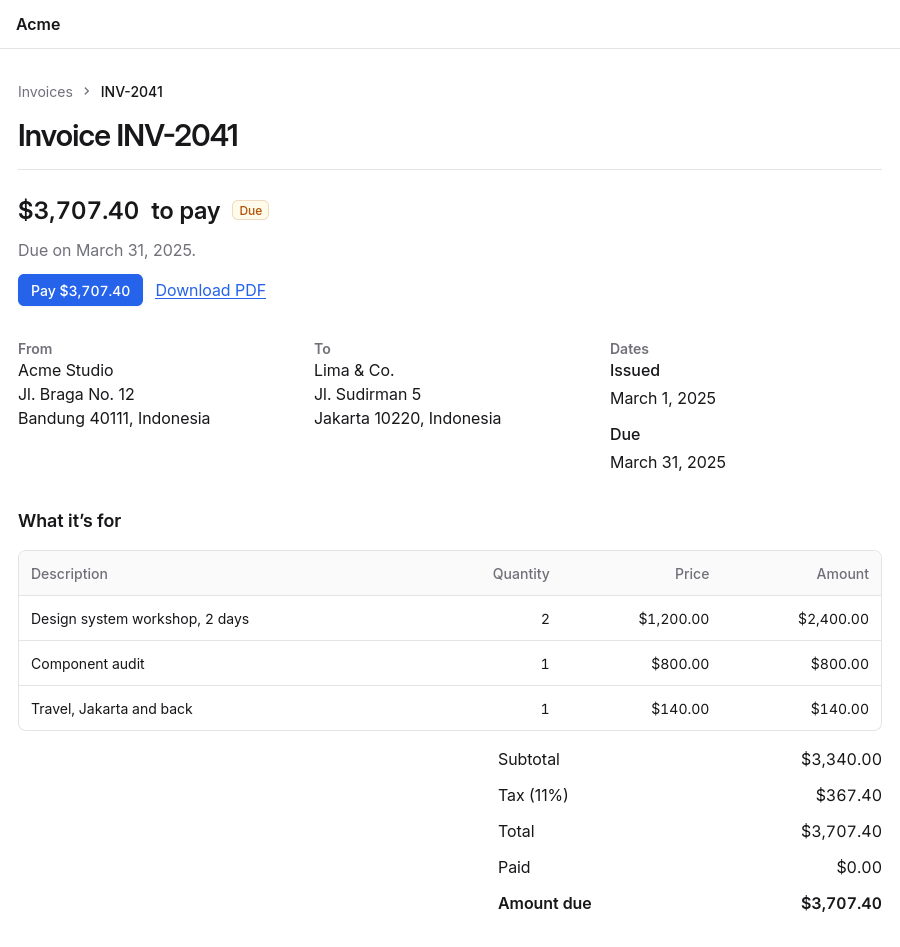 Acme
Invoices > INV-2041
Invoice INV-2041
$3,707.40 to pay Due
Due on March 31, 2025.
Pay $3,707.40 Download PDF
From
Acme Studio
Jl. Braga No. 12
Bandung 40111, Indonesia
To
Lima & Co.
Jl. Sudirman 5
Jakarta 10220, Indonesia
Dates
Issued
March 1, 2025
Due
March 31, 2025
What it’s for
Description Quantity Price Amount
Design system workshop, 2 days 2 $1,200.00 $2,400.00
Component audit 1 $800.00 $800.00
Travel, Jakarta and back 1 $140.00 $140.00
Subtotal $3,340.00
Tax (11%) $367.40
Total $3,707.40
Paid $0.00
Amount due $3,707.40